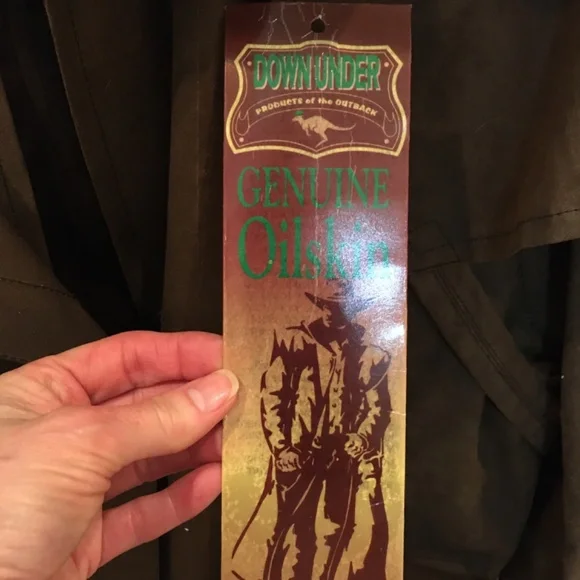 DOWN UNDER
PRODUCTS of the OUTBACK
GENUINE
Oilskin